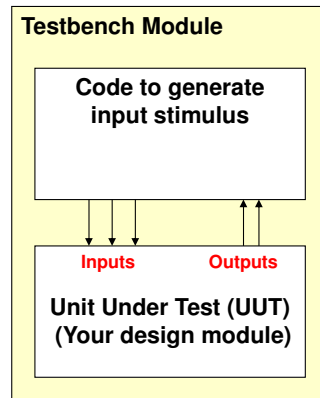 Testbench Module
Code to generate
input stimulus
Inputs Outputs
Unit Under Test (UUT)
(Your design module)